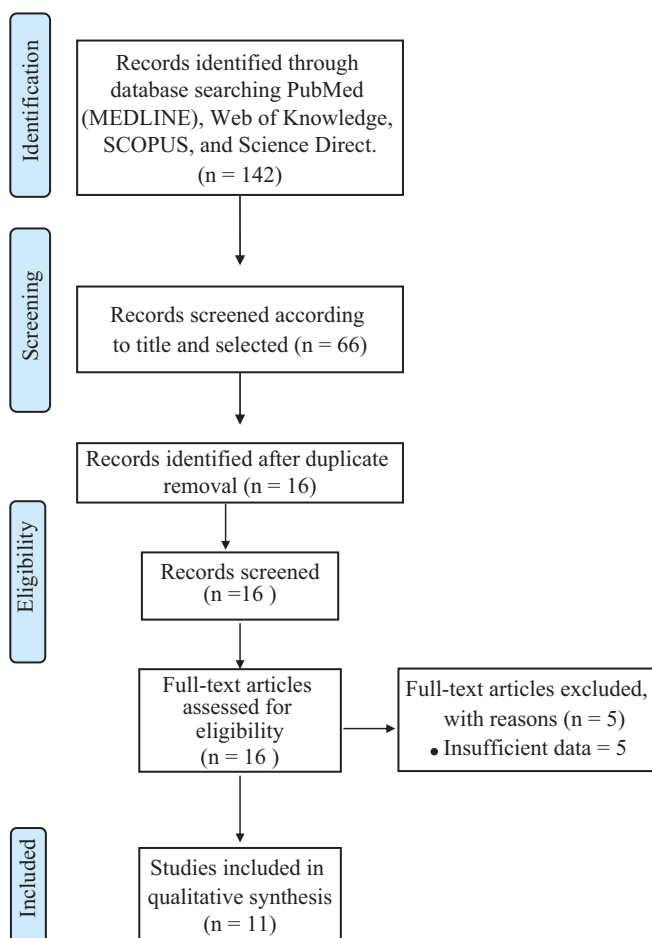 Identification
Records identified through
database searching PubMed
(MEDLINE), Web of Knowledge,
SCOPUS, and Science Direct.
(n = 142)
Screening
Records screened according
to title and selected (n = 66)
Records identified after duplicate
removal (n = 16)
Eligibility
Records screened
(n =16 )
Full-text articles
assessed for
eligibility
(n = 16 )
Full-text articles excluded,
with reasons (n = 5)
• Insufficient data = 5
Included
Studies included in
qualitative synthesis
(n = 11)